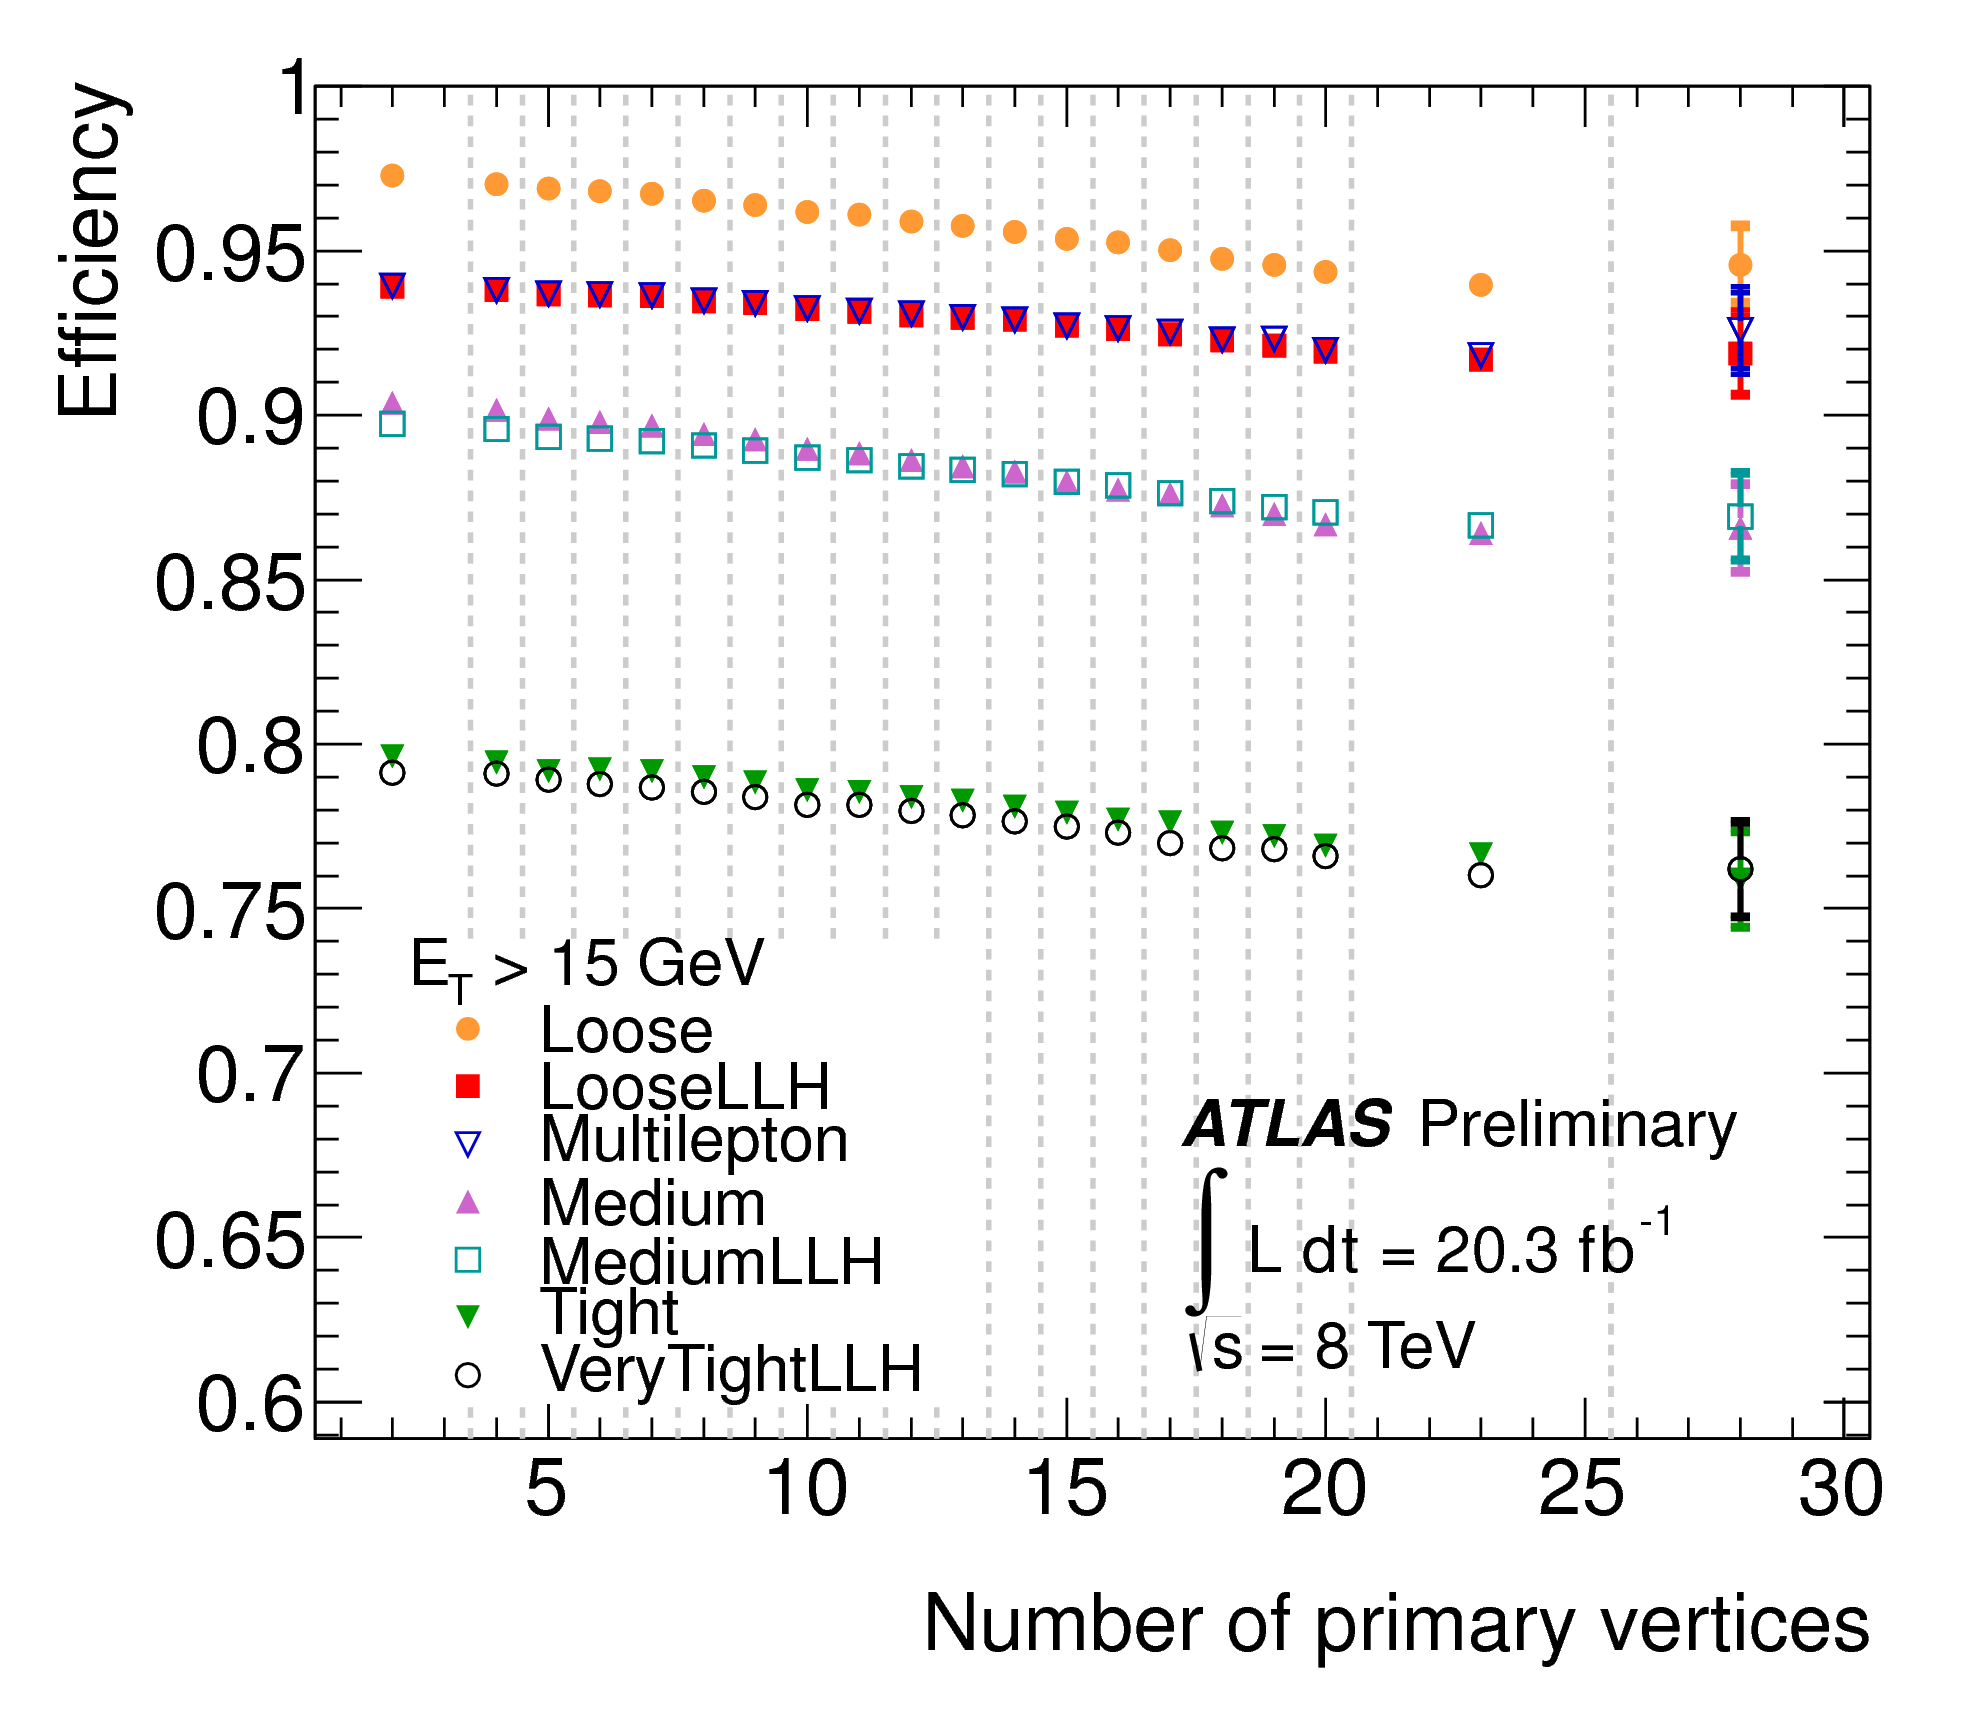 Efficiency
1
0.95
0.9
0.85
0.8
0.75
0.7
0.65
0.6
E_T > 15 GeV
Loose
LooseLLH
Multilepton
Medium
MediumLLH
Tight
VeryTightLLH
ATLAS Preliminary
∫ L dt = 20.3 fb^-1
√s = 8 TeV
5 10 15 20 25 30
Number of primary vertices